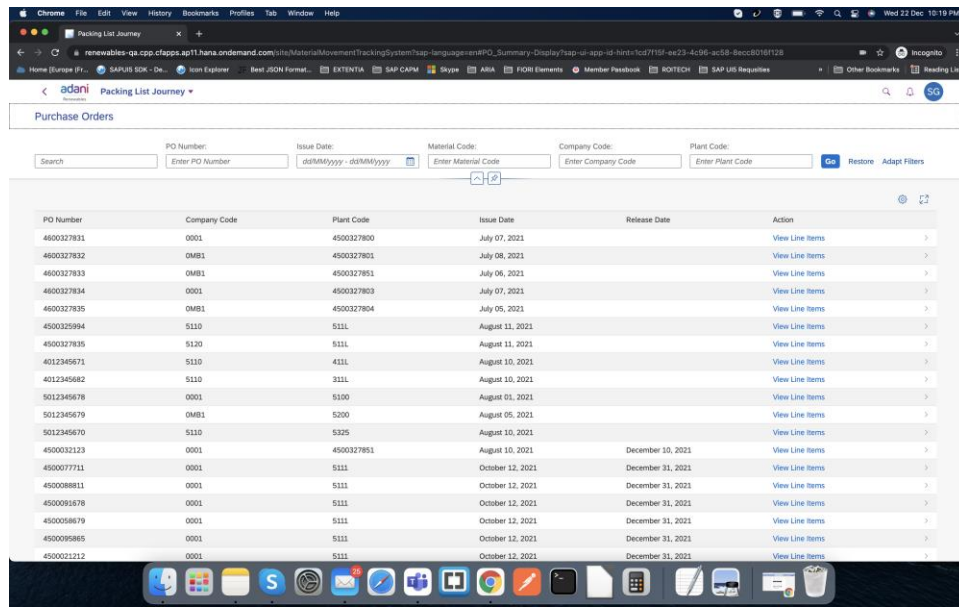 Chrome File Edit View History Bookmarks Profiles Tab Window Help Wed 22 Dec 10:19 PM
Packing List Journey
renewables-qa.cpp.cfapps.ap11.hana.ondemand.com/site/MaterialMovementTrackingSystem?sap-language=en#PO_Summary-Display?sap-ui-app-id-hint=1cd7f15f-ee23-4c96-ac58-8ecc8016f128 Incognito
Home [Europe (Fr... SAPUI5 SDK - De... Icon Explorer Best JSON Format... EXTENTIA SAP CAPM Skype ARIA FIORI Elements Member Passbook ROITECH SAP UI5 Requsities » Other Bookmarks Reading Lis
adani Packing List Journey SG
Renewables
Purchase Orders
PO Number: Issue Date: Material Code: Company Code: Plant Code:
Search Enter PO Number dd/MM/yyyy - dd/MM/yyyy Enter Material Code Enter Company Code Enter Plant Code Go Restore Adapt Filters
PO Number Company Code Plant Code Issue Date Release Date Action
4600327831 0001 4500327800 July 07, 2021 View Line Items
4600327832 0MB1 4500327801 July 08, 2021 View Line Items
4600327833 0MB1 4500327851 July 06, 2021 View Line Items
4600327834 0001 4500327803 July 07, 2021 View Line Items
4600327835 0MB1 4500327804 July 05, 2021 View Line Items
4500325994 5110 511L August 11, 2021 View Line Items
4500327835 5120 511L August 11, 2021 View Line Items
4012345671 5110 411L August 10, 2021 View Line Items
4012345682 5110 311L August 10, 2021 View Line Items
5012345678 0001 5100 August 01, 2021 View Line Items
5012345679 0MB1 5200 August 05, 2021 View Line Items
5012345670 5110 5325 August 10, 2021 View Line Items
4500032123 0001 4500327851 August 10, 2021 December 10, 2021 View Line Items
4500077711 0001 5111 October 12, 2021 December 31, 2021 View Line Items
4500088811 0001 5111 October 12, 2021 December 31, 2021 View Line Items
4500091678 0001 5111 October 12, 2021 December 31, 2021 View Line Items
4500058679 0001 5111 October 12, 2021 December 31, 2021 View Line Items
4500095865 0001 5111 October 12, 2021 December 31, 2021 View Line Items
4500021212 0001 5111 October 12, 2021 December 31, 2021 View Line Items
25